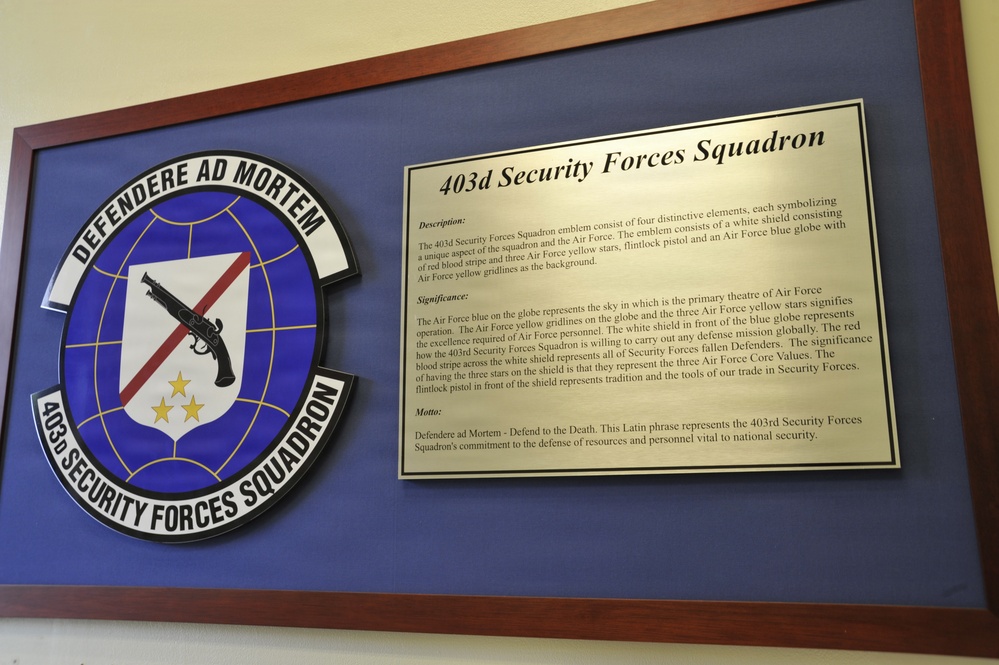 DEFENDERE AD MORTEM
403D SECURITY FORCES SQUADRON
403d Security Forces Squadron
Description:
The 403d Security Forces Squadron emblem consist of four distinctive elements, each symbolizing
a unique aspect of the squadron and the Air Force. The emblem consists of a white shield consisting
of red blood stripe and three Air Force yellow stars, flintlock pistol and an Air Force blue globe with
Air Force yellow gridlines as the background.
Significance:
The Air Force blue on the globe represents the sky in which is the primary theatre of Air Force
operation. The Air Force yellow gridlines on the globe and the three Air Force yellow stars signifies
the excellence required of Air Force personnel. The white shield in front of the blue globe represents
how the 403rd Security Forces Squadron is willing to carry out any defense mission globally. The red
blood stripe across the white shield represents all of Security Forces fallen Defenders. The significance
of having the three stars on the shield is that they represent the three Air Force Core Values. The
flintlock pistol in front of the shield represents tradition and the tools of our trade in Security Forces.
Motto:
Defendere ad Mortem - Defend to the Death. This Latin phrase represents the 403rd Security Forces
Squadron's commitment to the defense of resources and personnel vital to national security.